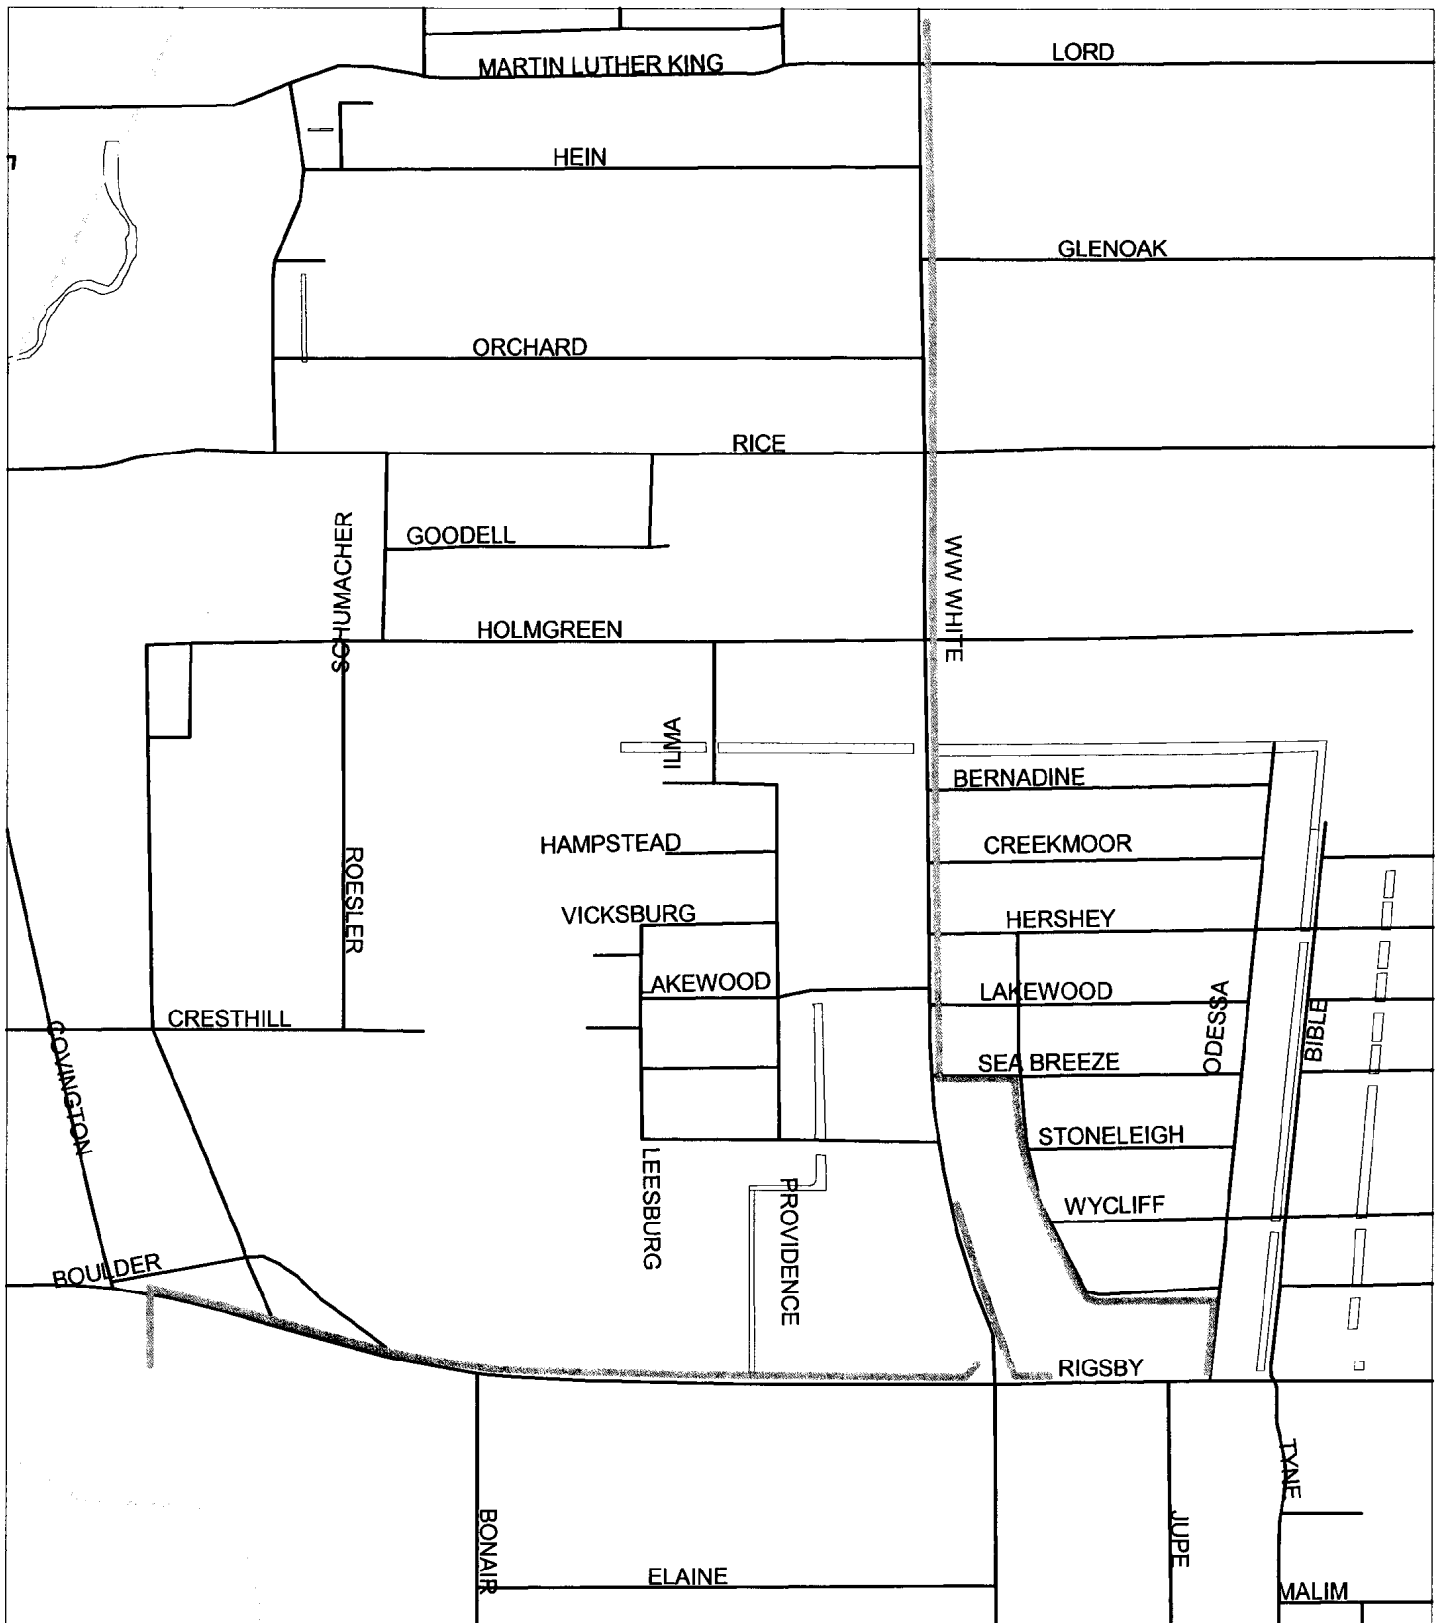 LORD
MARTIN LUTHER KING
HEIN
GLENOAK
ORCHARD
RICE
SCHUMACHER
GOODELL
WW WHITE
HOLMGREEN
ILMA
BERNADINE
HAMPSTEAD
CREEKMOOR
ROESLER
VICKSBURG
HERSHEY
AKEWOOD
LAKEWOOD
ODESSA
BIBLE
CRESTHILL
COVINGTON
SEA BREEZE
STONELEIGH
LEESBURG
PROVIDENCE
WYCLIFF
BOULDER
RIGSBY
TYNE
BONAIR
JUPE
ELAINE
MALIM